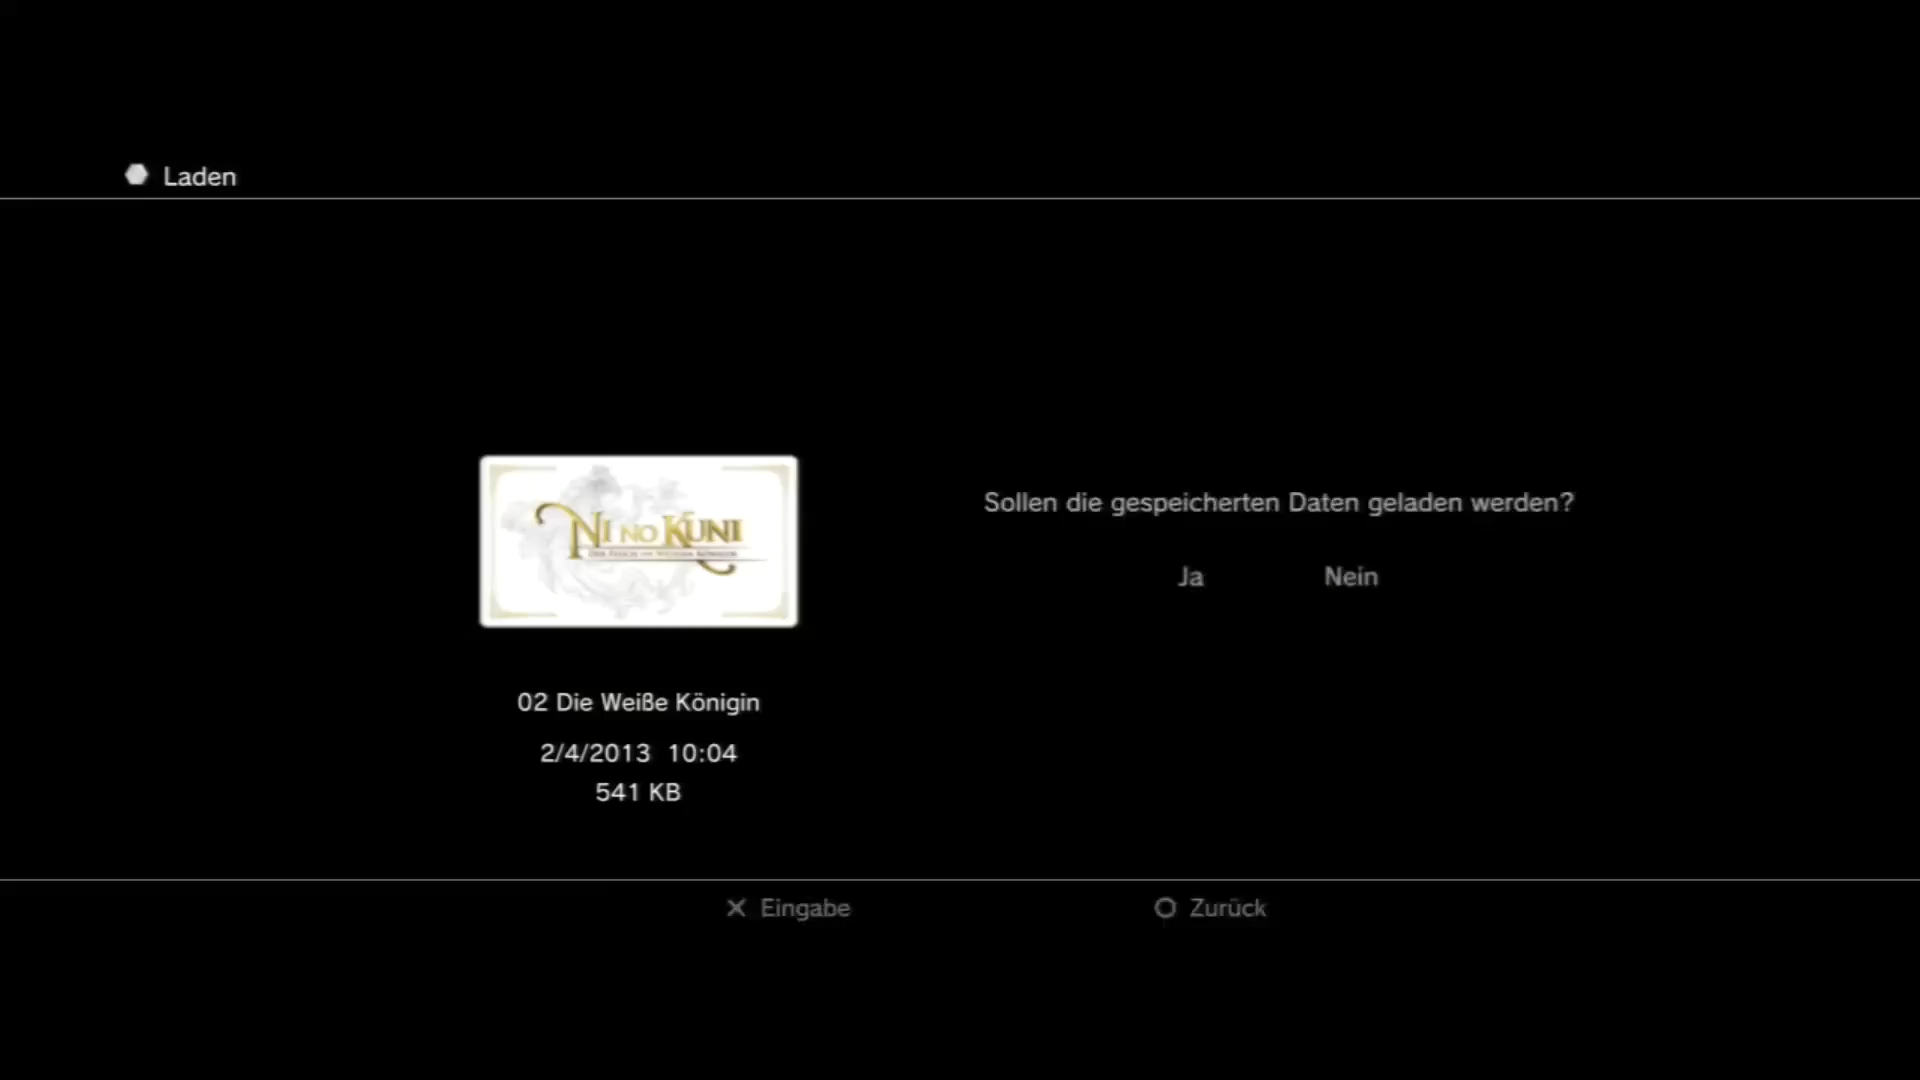 Laden
NI NO KUNI
Sollen die gespeicherten Daten geladen werden?
Ja Nein
02 Die Weiße Königin
2/4/2013 10:04
541 KB
Eingabe Zurück